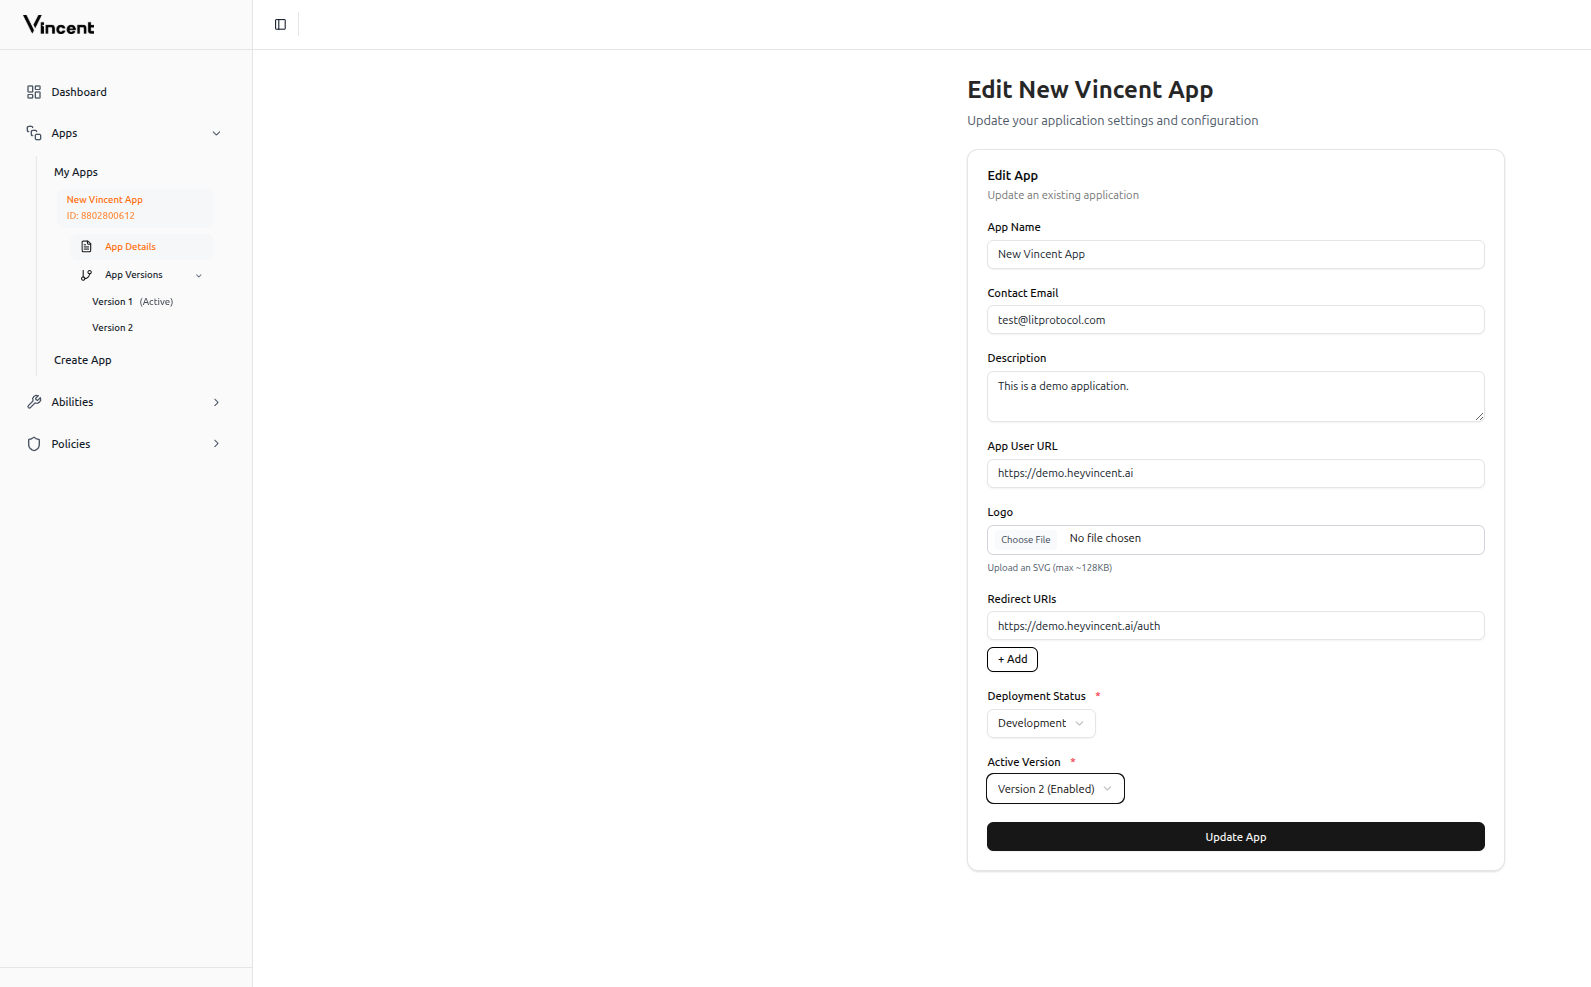 Vincent
Dashboard
Apps
My Apps
New Vincent App
ID: 8802800612
App Details
App Versions
Version 1 (Active)
Version 2
Create App
Abilities
Policies
Edit New Vincent App
Update your application settings and configuration
Edit App
Update an existing application
App Name
New Vincent App
Contact Email
test@litprotocol.com
Description
This is a demo application.
App User URL
https://demo.heyvincent.ai
Logo
Choose File No file chosen
Upload an SVG (max ~128KB)
Redirect URIs
https://demo.heyvincent.ai/auth
+ Add
Deployment Status *
Development
Active Version *
Version 2 (Enabled)
Update App